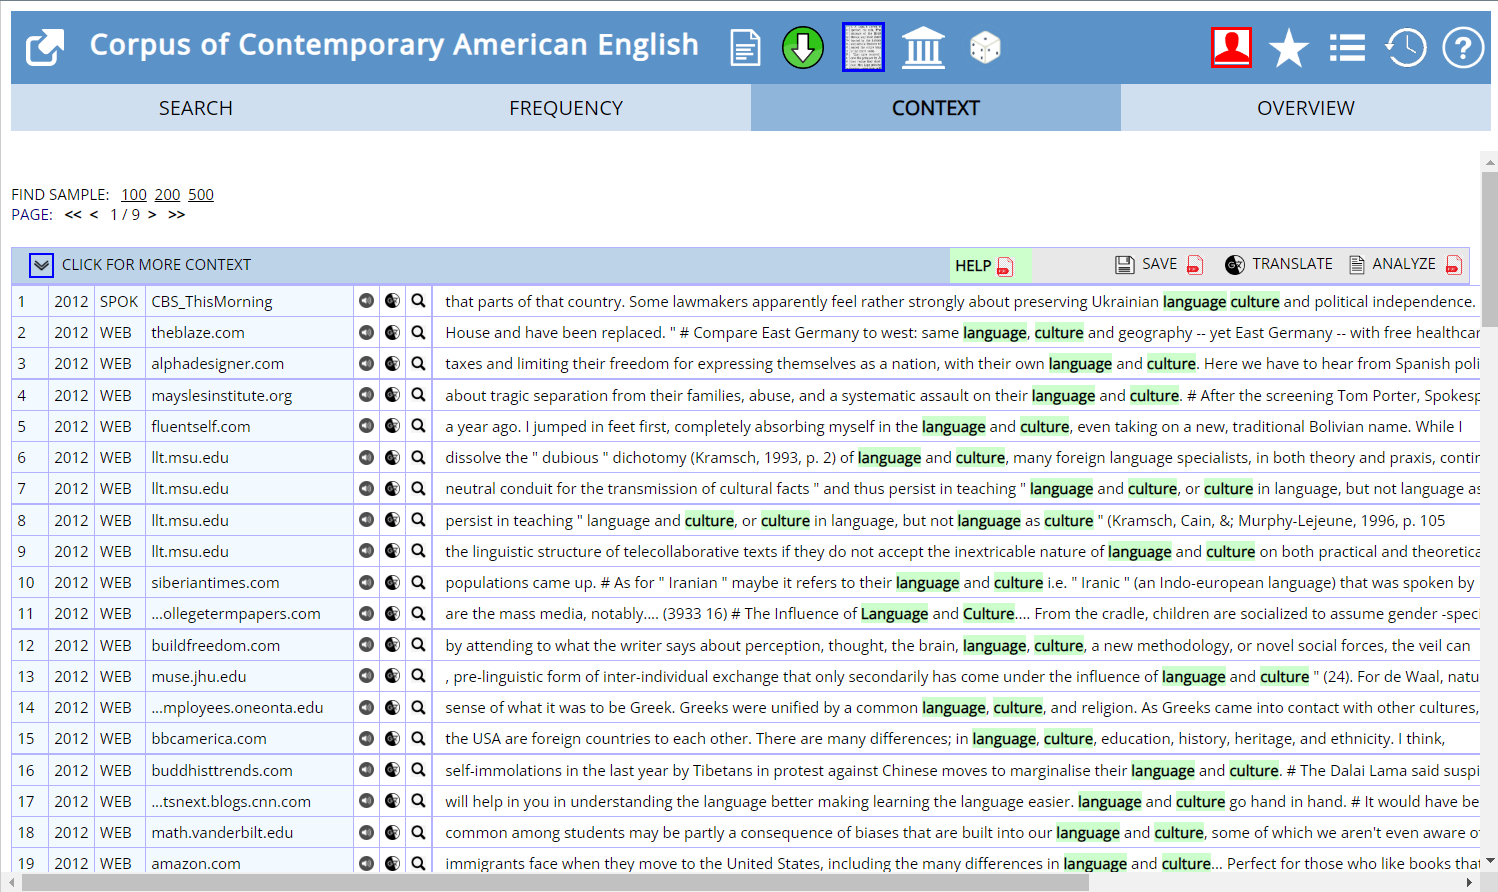 Corpus of Contemporary American English
SEARCH FREQUENCY CONTEXT OVERVIEW
FIND SAMPLE: 100 200 500
PAGE: << < 1 / 9 > >>
CLICK FOR MORE CONTEXT HELP SAVE TRANSLATE ANALYZE
1 2012 SPOK CBS_ThisMorning that parts of that country. Some lawmakers apparently feel rather strongly about preserving Ukrainian language culture and political independence.
2 2012 WEB theblaze.com House and have been replaced. " # Compare East Germany to west: same language, culture and geography -- yet East Germany -- with free healthcar
3 2012 WEB alphadesigner.com taxes and limiting their freedom for expressing themselves as a nation, with their own language and culture. Here we have to hear from Spanish poli
4 2012 WEB mayslesinstitute.org about tragic separation from their families, abuse, and a systematic assault on their language and culture. # After the screening Tom Porter, Spokesp
5 2012 WEB fluentself.com a year ago. I jumped in feet first, completely absorbing myself in the language and culture, even taking on a new, traditional Bolivian name. While I
6 2012 WEB llt.msu.edu dissolve the " dubious " dichotomy (Kramsch, 1993, p. 2) of language and culture, many foreign language specialists, in both theory and praxis, contin
7 2012 WEB llt.msu.edu neutral conduit for the transmission of cultural facts " and thus persist in teaching " language and culture, or culture in language, but not language as
8 2012 WEB llt.msu.edu persist in teaching " language and culture, or culture in language, but not language as culture " (Kramsch, Cain, &; Murphy-Lejeune, 1996, p. 105
9 2012 WEB llt.msu.edu the linguistic structure of telecollaborative texts if they do not accept the inextricable nature of language and culture on both practical and theoretica
10 2012 WEB siberiantimes.com populations came up. # As for " Iranian " maybe it refers to their language and culture i.e. " Iranic " (an Indo-european language) that was spoken by
11 2012 WEB ...ollegetermpapers.com are the mass media, notably.... (3933 16) # The Influence of Language and Culture.... From the cradle, children are socialized to assume gender -speci
12 2012 WEB buildfreedom.com by attending to what the writer says about perception, thought, the brain, language, culture, a new methodology, or novel social forces, the veil can
13 2012 WEB muse.jhu.edu , pre-linguistic form of inter-individual exchange that only secondarily has come under the influence of language and culture " (24). For de Waal, natu
14 2012 WEB ...mployees.oneonta.edu sense of what it was to be Greek. Greeks were unified by a common language, culture, and religion. As Greeks came into contact with other cultures,
15 2012 WEB bbcamerica.com the USA are foreign countries to each other. There are many differences; in language, culture, education, history, heritage, and ethnicity. I think,
16 2012 WEB buddhisttrends.com self-immolations in the last year by Tibetans in protest against Chinese moves to marginalise their language and culture. # The Dalai Lama said suspi
17 2012 WEB ...tsnext.blogs.cnn.com will help in you in understanding the language better making learning the language easier. language and culture go hand in hand. # It would have be
18 2012 WEB math.vanderbilt.edu common among students may be partly a consequence of biases that are built into our language and culture, some of which we aren't even aware o
19 2012 WEB amazon.com immigrants face when they move to the United States, including the many differences in language and culture... Perfect for those who like books that